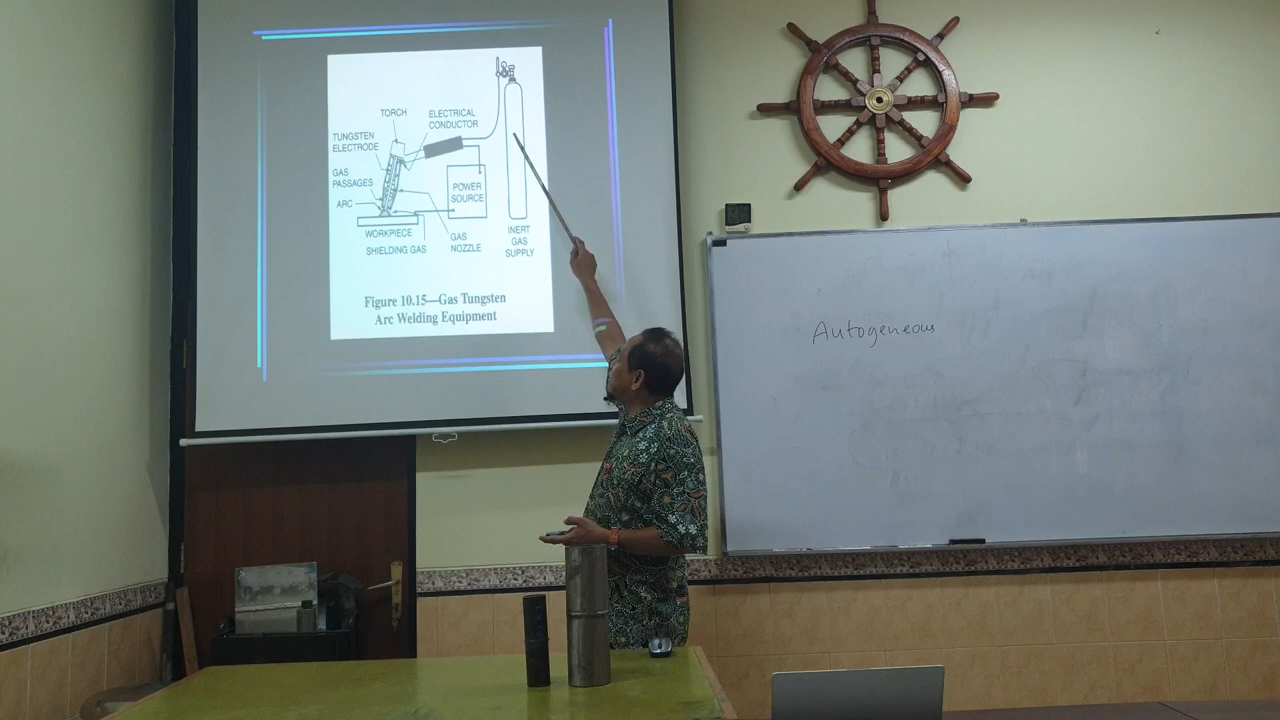 TORCH
ELECTRICAL
CONDUCTOR
TUNGSTEN
ELECTRODE
GAS
PASSAGES
ARC
POWER
SOURCE
WORKPIECE
SHIELDING GAS
GAS
NOZZLE
INERT
GAS
SUPPLY
Figure 10.15—Gas Tungsten
Arc Welding Equipment
Autogeneous